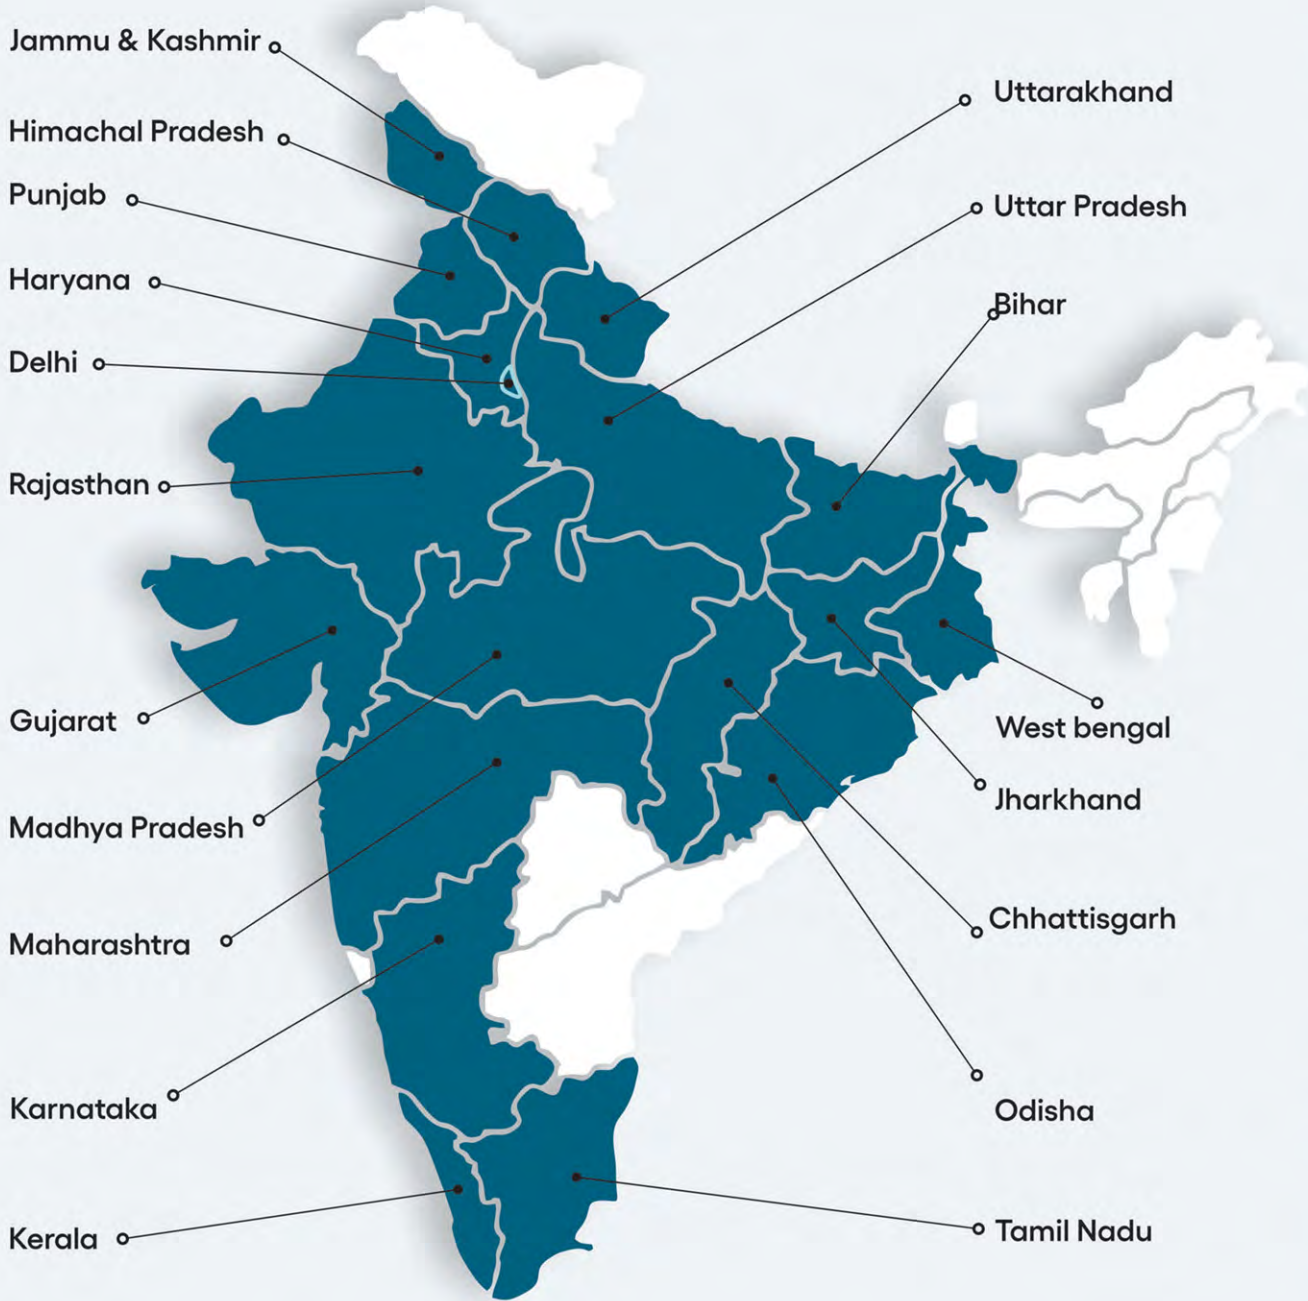 Jammu & Kashmir
Himachal Pradesh
Punjab
Haryana
Delhi
Rajasthan
Gujarat
Madhya Pradesh
Maharashtra
Karnataka
Kerala
Uttarakhand
Uttar Pradesh
Bihar
West bengal
Jharkhand
Chhattisgarh
Odisha
Tamil Nadu